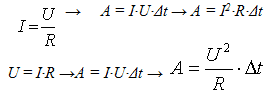 I = U/R → A = I·U·Δt → A = I²·R·Δt
U = I·R → A = I·U·Δt → A = U²/R · Δt